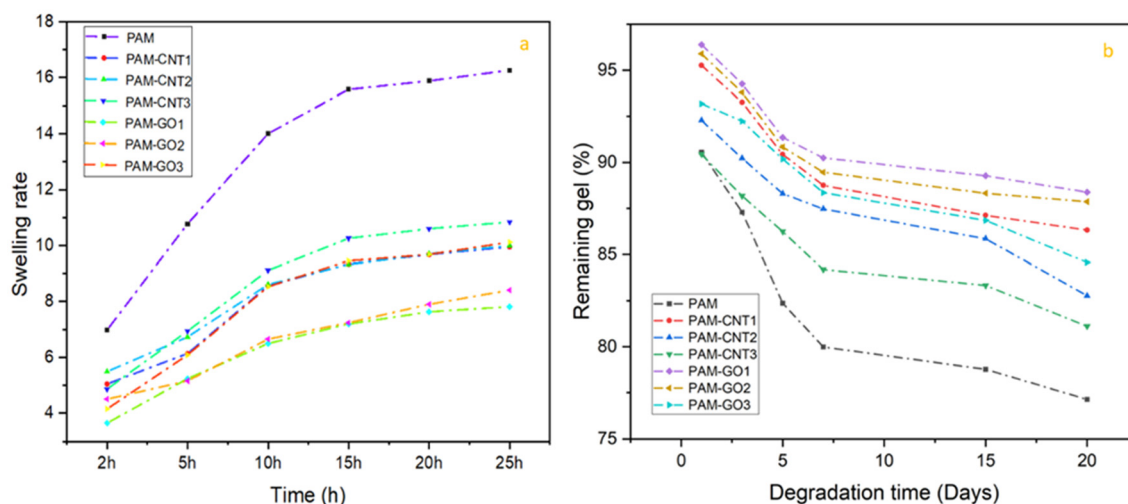 18
16
14
12
10
8
6
4
Swelling rate
PAM
PAM-CNT1
PAM-CNT2
PAM-CNT3
PAM-GO1
PAM-GO2
PAM-GO3
a
2h 5h 10h 15h 20h 25h
Time (h)
95
90
85
80
75
Remaining gel (%)
b
PAM
PAM-CNT1
PAM-CNT2
PAM-CNT3
PAM-GO1
PAM-GO2
PAM-GO3
0 5 10 15 20
Degradation time (Days)